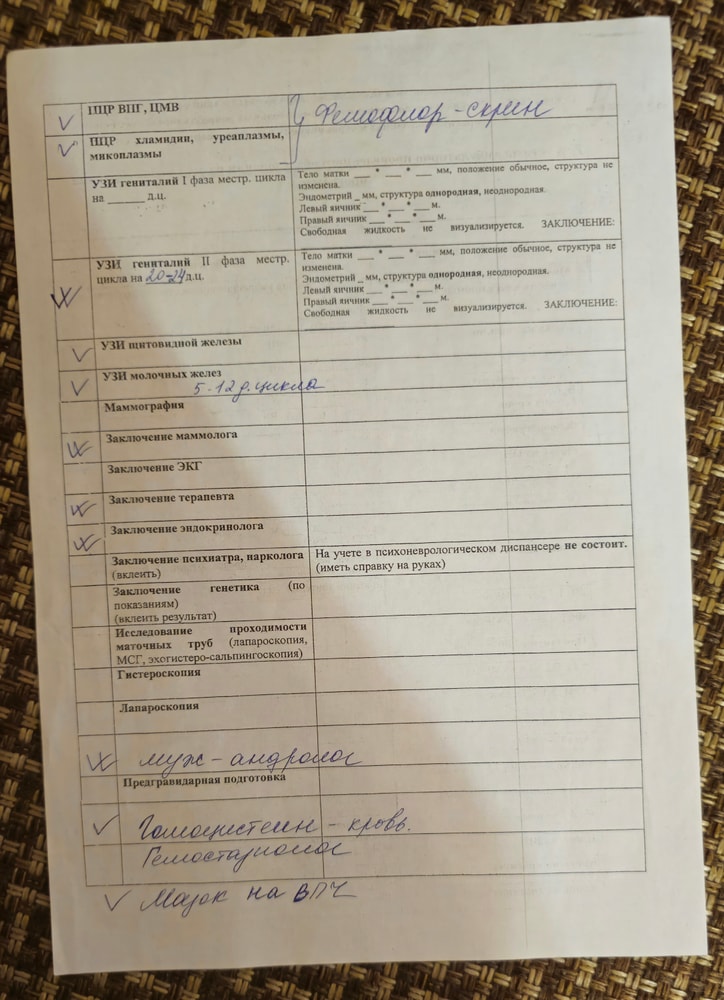 ПЦР ВПГ, ЦМВ
Фемофлор-скрин
ПЦР хламидии, уреаплазмы,
микоплазмы
УЗИ гениталий I фаза местр. цикла
на ______ д.ц.
Тело матки ___ * ___ * ___ мм, положение обычное, структура не
изменена.
Эндометрий _ мм, структура однородная, неоднородная.
Левый яичник ___ * ___ * ___ м.
Правый яичник ___ * ___ * ___ м.
Свободная жидкость не визуализируется. ЗАКЛЮЧЕНИЕ:
УЗИ гениталий II фаза местр.
цикла на 20-24 д.ц.
Тело матки ___ * ___ * ___ мм, положение обычное, структура не
изменена.
Эндометрий _ мм, структура однородная, неоднородная.
Левый яичник ___ * ___ * ___ м.
Правый яичник ___ * ___ * ___ м.
Свободная жидкость не визуализируется. ЗАКЛЮЧЕНИЕ:
УЗИ щитовидной железы
УЗИ молочных желез
5-12 д. цикла
Маммография
Заключение маммолога
Заключение ЭКГ
Заключение терапевта
Заключение эндокринолога
Заключение психиатра, нарколога
(вклеить)
На учете в психоневрологическом диспансере не состоит.
(иметь справку на руках)
Заключение генетика (по
показаниям)
(вклеить результат)
Исследование проходимости
маточных труб (лапароскопия,
МСГ, эхогистеро-сальпингоскопия)
Гистероскопия
Лапароскопия
муж - андролог
Предгравидарная подготовка
Гомоцистеин - кровь.
Гемостазиолог
Мазок на ВПЧ